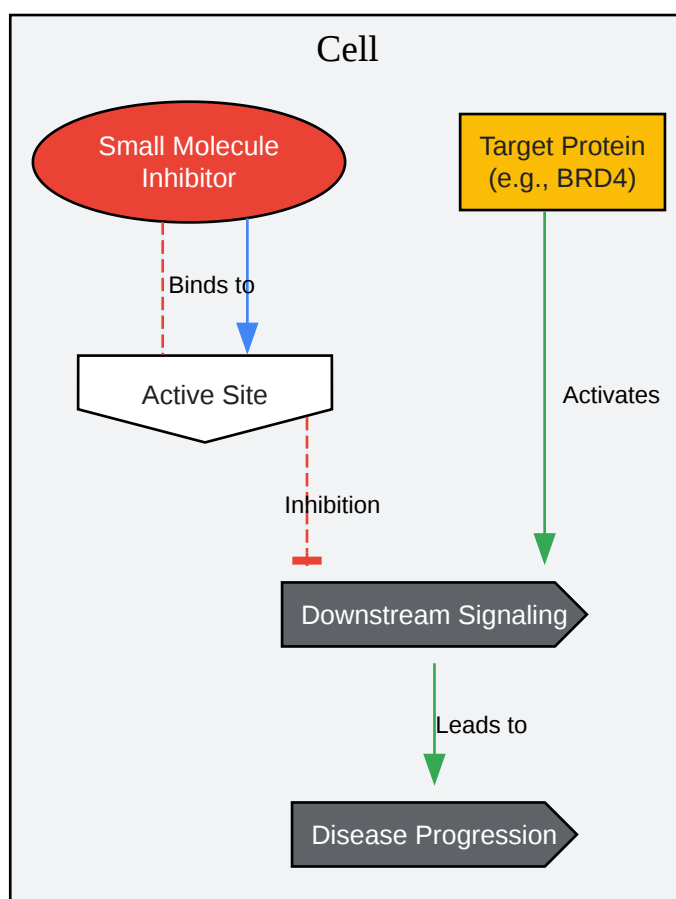 Cell
Small Molecule
Inhibitor
Target Protein
(e.g., BRD4)
Binds to
Active Site
Activates
Inhibition
Downstream Signaling
Leads to
Disease Progression